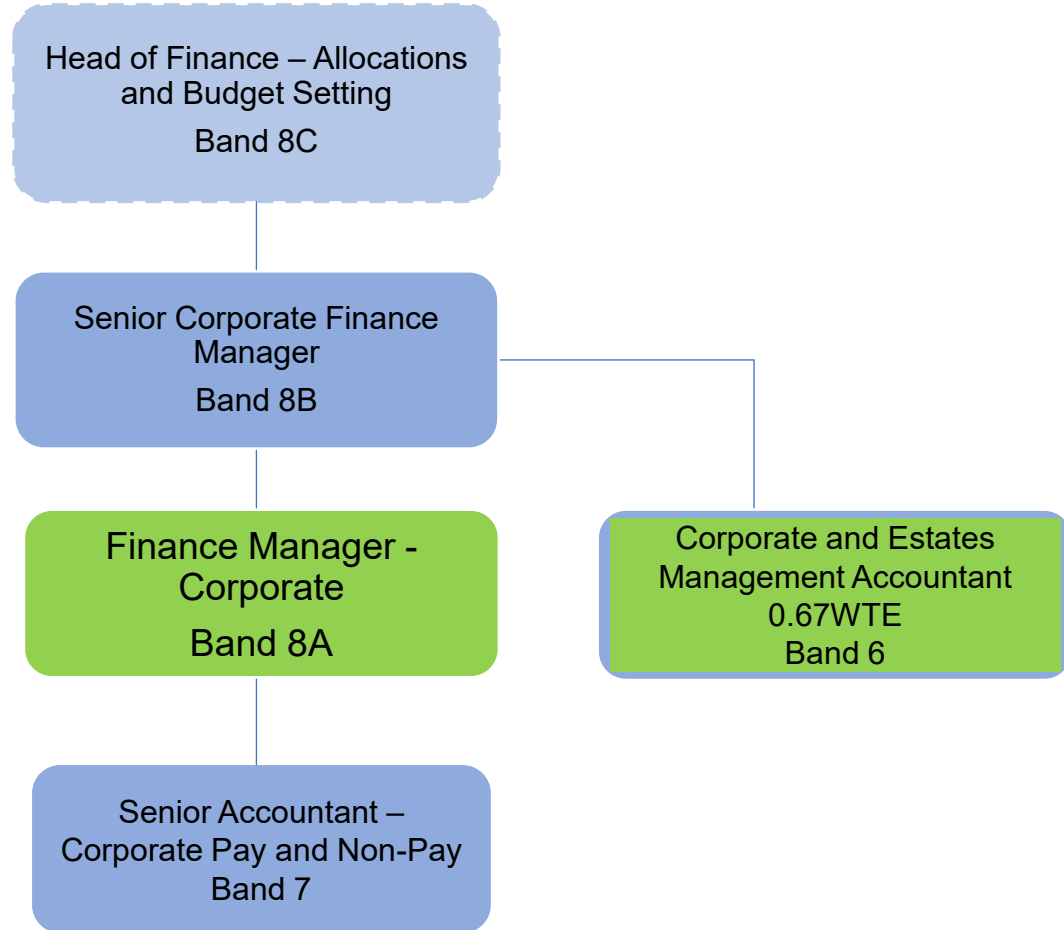 Head of Finance – Allocations
and Budget Setting
Band 8C
Senior Corporate Finance
Manager
Band 8B
Finance Manager -
Corporate
Band 8A
Corporate and Estates
Management Accountant
0.67WTE
Band 6
Senior Accountant –
Corporate Pay and Non-Pay
Band 7